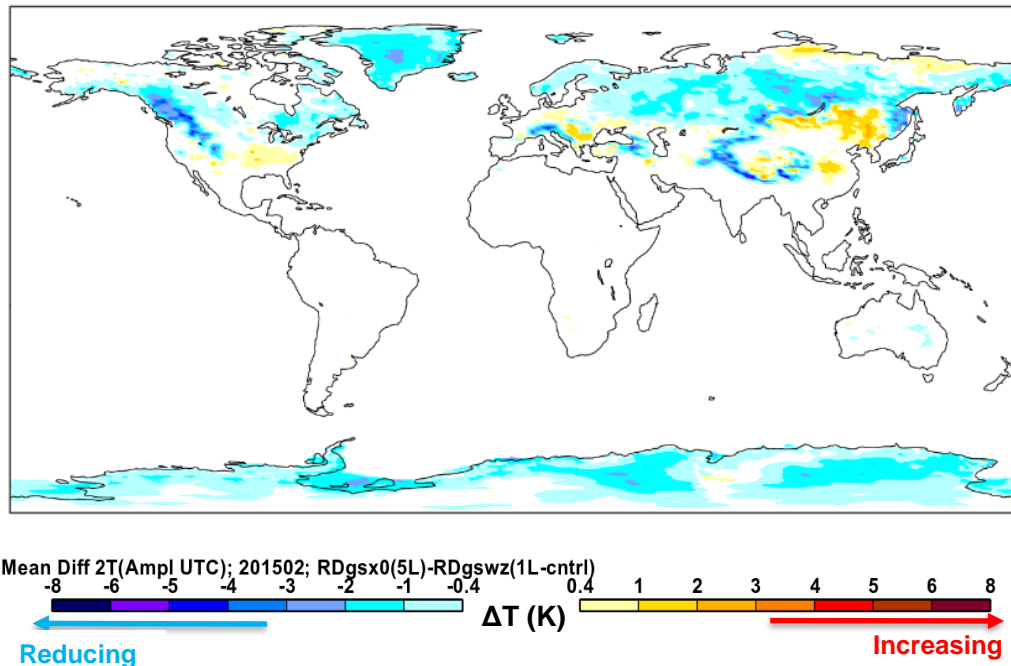 Mean Diff 2T(Ampl UTC); 201502; RDgsx0(5L)-RDgswz(1L-cntrl)
-8 -6 -5 -4 -3 -2 -1 -0.4 0.4 1 2 3 4 5 6 8
ΔT (K)
Reducing Increasing